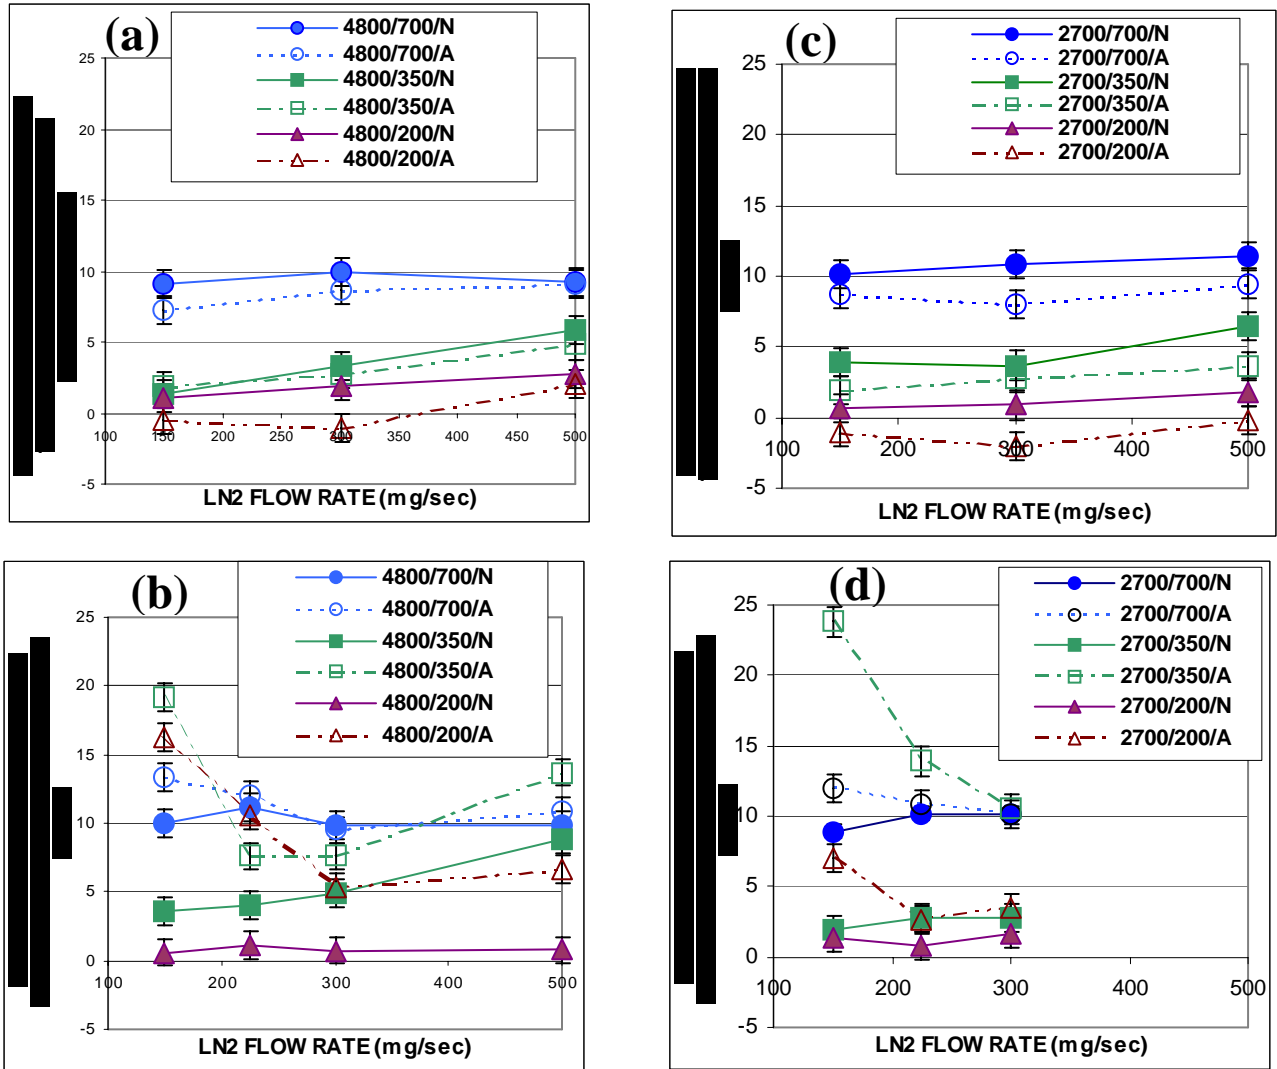 (a)
4800/700/N
4800/700/A
4800/350/N
4800/350/A
4800/200/N
4800/200/A
25
20
15
10
5
0
-5
100 150 200 250 300 350 400 450 500
LN2 FLOW RATE (mg/sec)
(c)
2700/700/N
2700/700/A
2700/350/N
2700/350/A
2700/200/N
2700/200/A
25
20
15
10
5
0
-5
100 200 300 400 500
LN2 FLOW RATE (mg/sec)
(b)
4800/700/N
4800/700/A
4800/350/N
4800/350/A
4800/200/N
4800/200/A
25
20
15
10
5
0
-5
100 200 300 400 500
LN2 FLOW RATE (mg/sec)
(d)
2700/700/N
2700/700/A
2700/350/N
2700/350/A
2700/200/N
2700/200/A
25
20
15
10
5
0
-5
100 200 300 400 500
LN2 FLOW RATE (mg/sec)